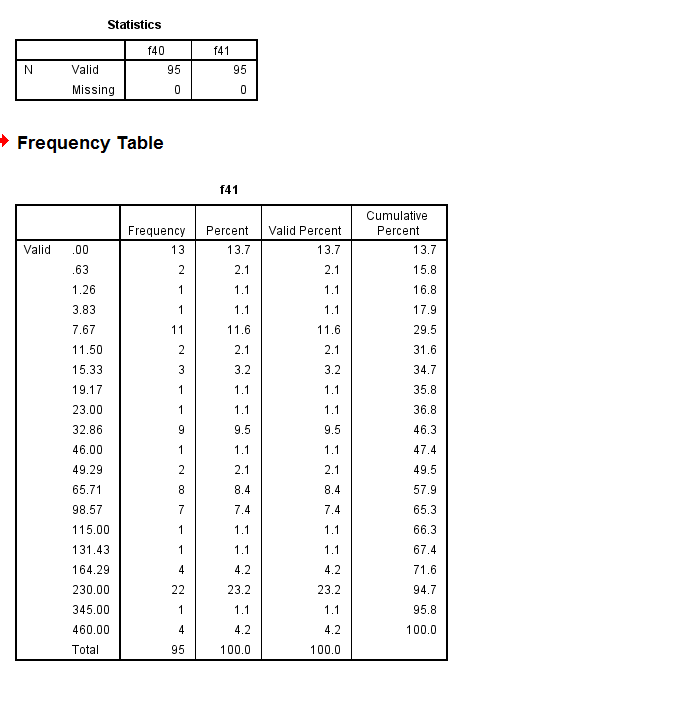 Statistics
f40 f41
N Valid 95 95
Missing 0 0
Frequency Table
f41
Frequency Percent Valid Percent Cumulative Percent
Valid .00 13 13.7 13.7 13.7
.63 2 2.1 2.1 15.8
1.26 1 1.1 1.1 16.8
3.83 1 1.1 1.1 17.9
7.67 11 11.6 11.6 29.5
11.50 2 2.1 2.1 31.6
15.33 3 3.2 3.2 34.7
19.17 1 1.1 1.1 35.8
23.00 1 1.1 1.1 36.8
32.86 9 9.5 9.5 46.3
46.00 1 1.1 1.1 47.4
49.29 2 2.1 2.1 49.5
65.71 8 8.4 8.4 57.9
98.57 7 7.4 7.4 65.3
115.00 1 1.1 1.1 66.3
131.43 1 1.1 1.1 67.4
164.29 4 4.2 4.2 71.6
230.00 22 23.2 23.2 94.7
345.00 1 1.1 1.1 95.8
460.00 4 4.2 4.2 100.0
Total 95 100.0 100.0